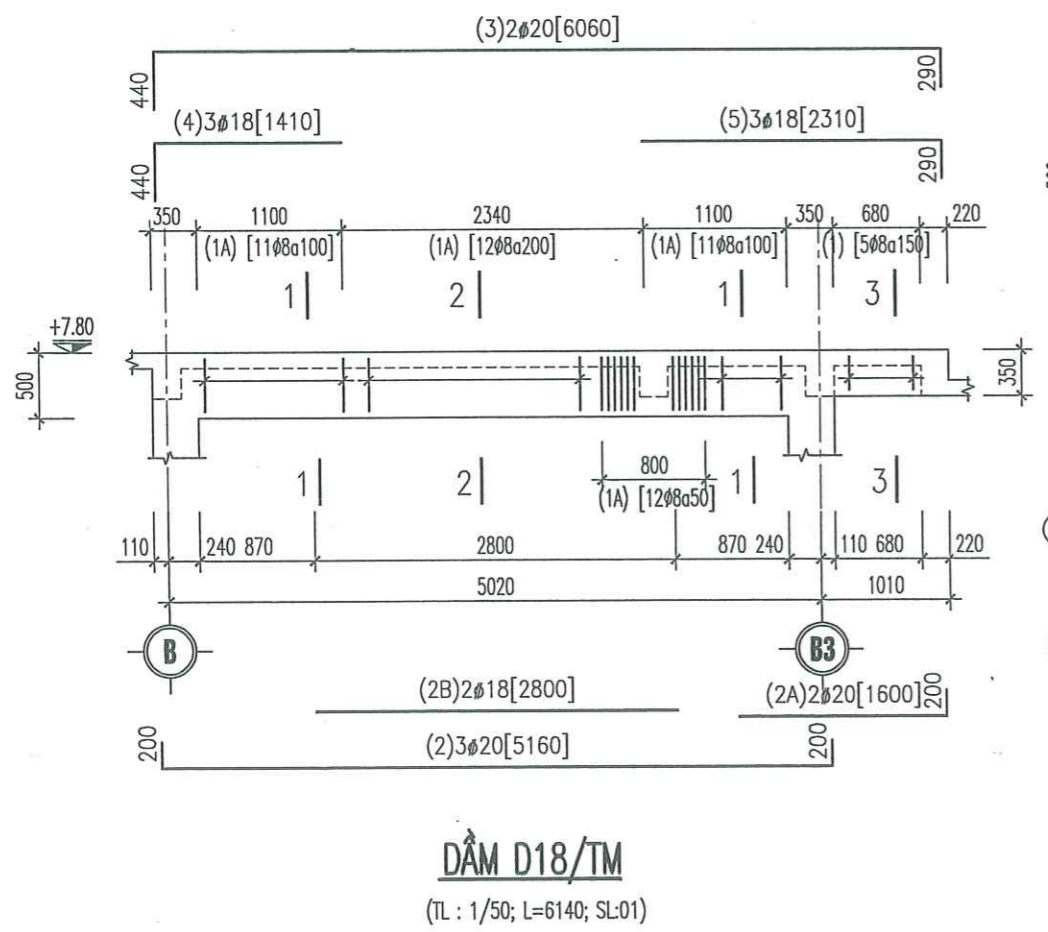 (3)2ø20[6060]
440
290
(4)3ø18[1410]
(5)3ø18[2310]
440
290
350 1100 2340 1100 350 680 220
(1A) [11ø8a100] (1A) [12ø8a200] (1A) [11ø8a100] (1) [5ø8a150]
1 2 1 3
+7.80
500
350
800
1 2 1 3
(1A) [12ø8a50]
110 240 870 2800 870 240 110 680 220
5020 1010
B B3
(2B)2ø18[2800]
(2A)2ø20[1600]
200
200
(2)3ø20[5160]
200
DẦM D18/TM
(TL : 1/50; L=6140; SL:01)